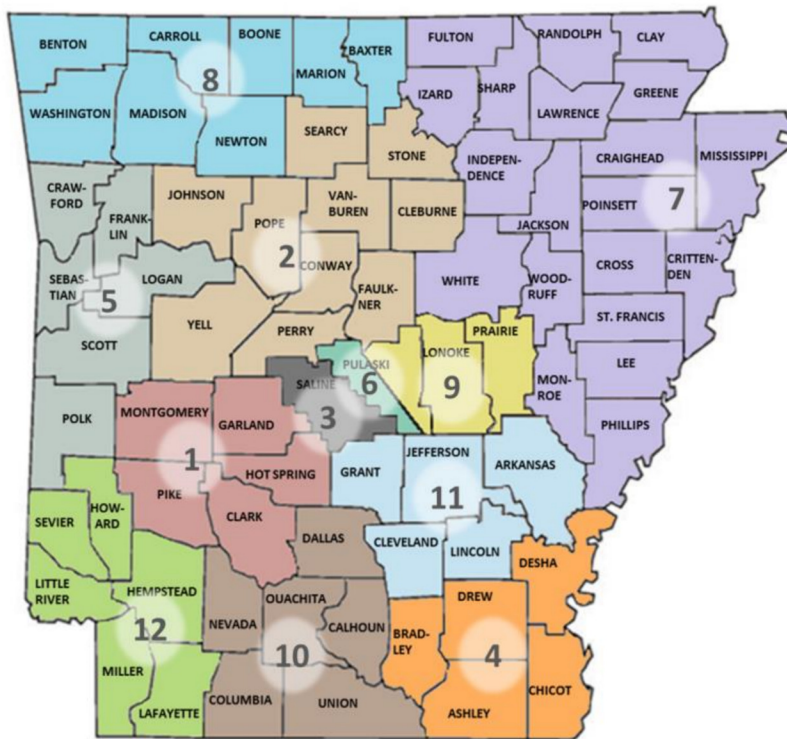 BENTON
CARROLL
BOONE
MARION
BAXTER
FULTON
RANDOLPH
CLAY
8
IZARD
SHARP
LAWRENCE
GREENE
WASHINGTON
MADISON
NEWTON
SEARCY
STONE
INDEPEN-
DENCE
CRAIGHEAD
MISSISSIPPI
CRAW-
FORD
FRANK-
LIN
JOHNSON
POPE
VAN-
BUREN
CLEBURNE
JACKSON
POINSETT
7
2
CONWAY
SEBAS-
TIAN
LOGAN
5
FAULK-
NER
WHITE
WOOD-
RUFF
CROSS
CRITTEN-
DEN
YELL
SCOTT
PERRY
ST. FRANCIS
PULASKI
6
LONOKE
9
PRAIRIE
LEE
MON-
ROE
SALINE
3
POLK
MONTGOMERY
GARLAND
PHILLIPS
1
HOT SPRING
GRANT
JEFFERSON
ARKANSAS
11
PIKE
CLARK
SEVIER
HOW-
ARD
DALLAS
CLEVELAND
LINCOLN
DESHA
LITTLE
RIVER
HEMPSTEAD
12
NEVADA
OUACHITA
CALHOUN
10
BRAD-
LEY
DREW
4
MILLER
LAFAYETTE
COLUMBIA
UNION
ASHLEY
CHICOT